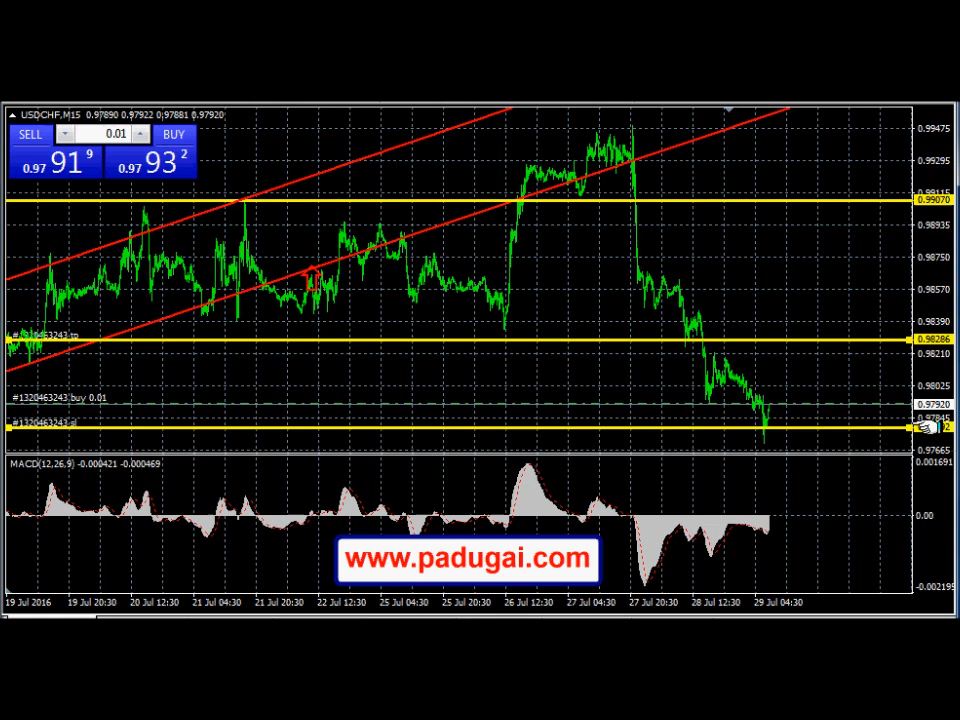 USDCHF,M15 0.97890 0.97922 0.97881 0.97920
SELL 0.01 BUY
0.97 91 9 0.97 93 2
0.99475
0.99295
0.99115
0.99070
0.98935
0.98750
0.98570
0.98390
#1320463243 tp
0.98286
0.98210
0.98025
#1320463243 buy 0.01
0.97920
0.97845
#1320463243 sl
0.97665
MACD(12,26,9) -0.000421 -0.000469
0.001691
0.00
www.padugai.com
-0.002195
19 Jul 2016 19 Jul 20:30 20 Jul 12:30 21 Jul 04:30 21 Jul 20:30 22 Jul 12:30 25 Jul 04:30 25 Jul 20:30 26 Jul 12:30 27 Jul 04:30 27 Jul 20:30 28 Jul 12:30 29 Jul 04:30